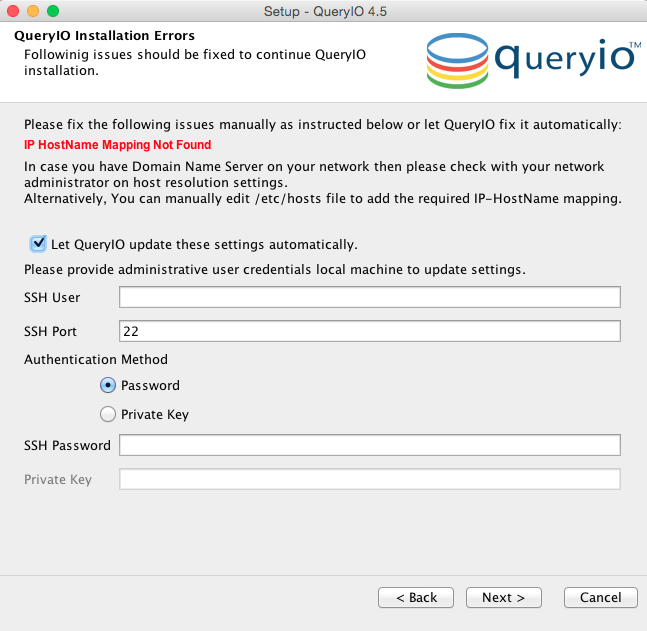 Setup - QueryIO 4.5
QueryIO Installation Errors
Followinig issues should be fixed to continue QueryIO
installation.
queryio™
Please fix the following issues manually as instructed below or let QueryIO fix it automatically:
IP HostName Mapping Not Found
In case you have Domain Name Server on your network then please check with your network
administrator on host resolution settings.
Alternatively, You can manually edit /etc/hosts file to add the required IP-HostName mapping.
Let QueryIO update these settings automatically.
Please provide administrative user credentials local machine to update settings.
SSH User
SSH Port 22
Authentication Method
Password
Private Key
SSH Password
Private Key
< Back Next > Cancel